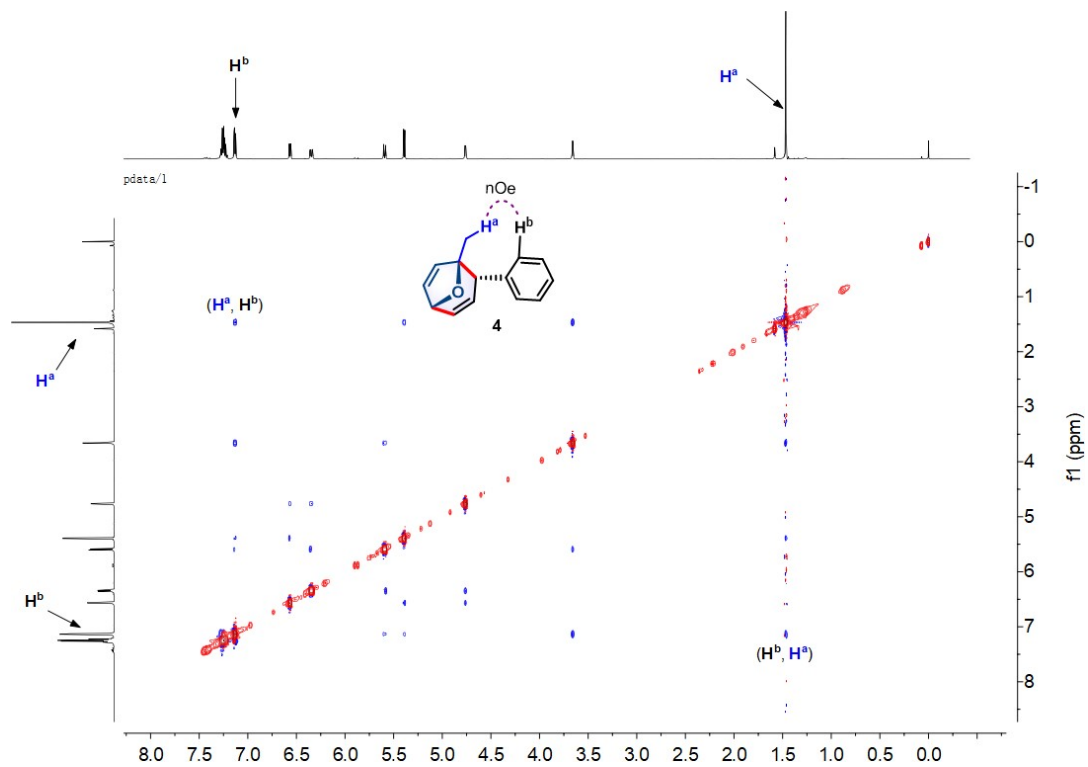 H^b
H^a
pdata/1
nOe
H^a
H^b
O
4
(H^a, H^b)
H^a
H^b
(H^b, H^a)
-1
0
1
2
3
4
5
6
7
8
f1 (ppm)
8.0 7.5 7.0 6.5 6.0 5.5 5.0 4.5 4.0 3.5 3.0 2.5 2.0 1.5 1.0 0.5 0.0